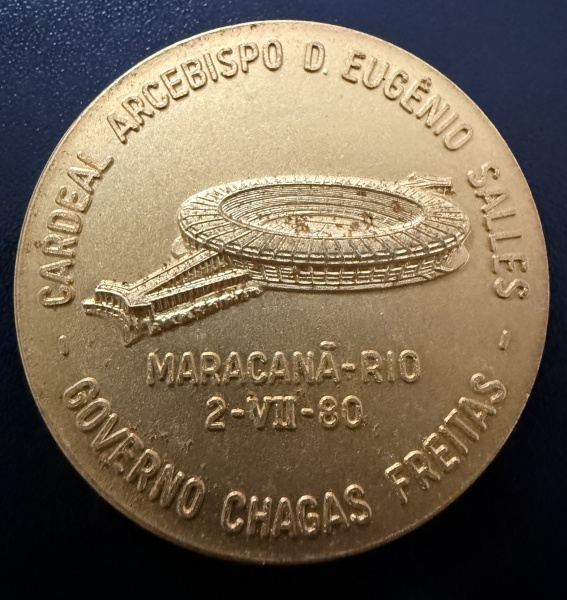 CARDEAL ARCEBISPO D. EUGÊNIO SALLES
MARACANÃ-RIO
2-VII-80
- GOVERNO CHAGAS FREITAS -